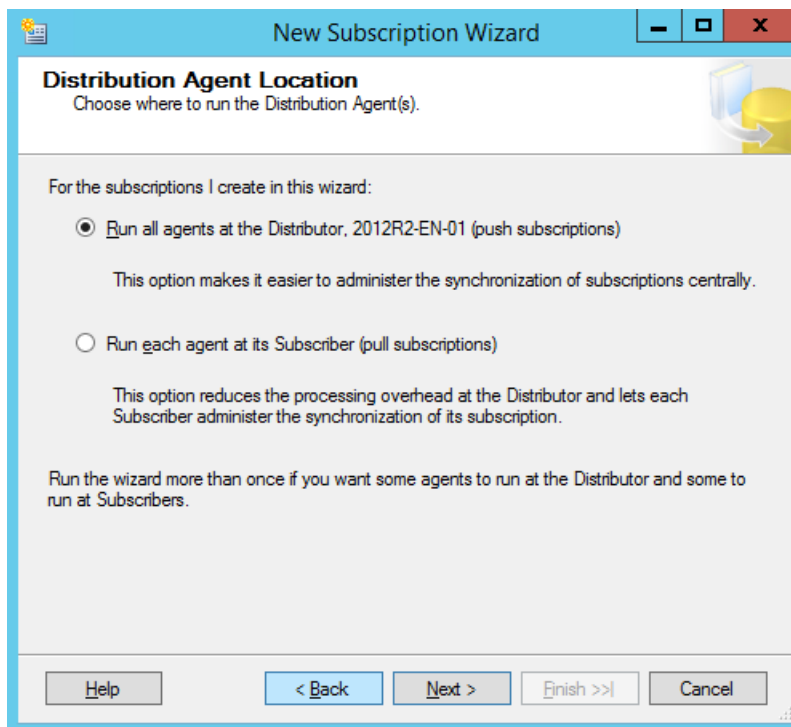 New Subscription Wizard
Distribution Agent Location
Choose where to run the Distribution Agent(s).
For the subscriptions I create in this wizard:
Run all agents at the Distributor, 2012R2-EN-01 (push subscriptions)
This option makes it easier to administer the synchronization of subscriptions centrally.
Run each agent at its Subscriber (pull subscriptions)
This option reduces the processing overhead at the Distributor and lets each
Subscriber administer the synchronization of its subscription.
Run the wizard more than once if you want some agents to run at the Distributor and some to
run at Subscribers.
Help
< Back
Next >
Finish >>|
Cancel